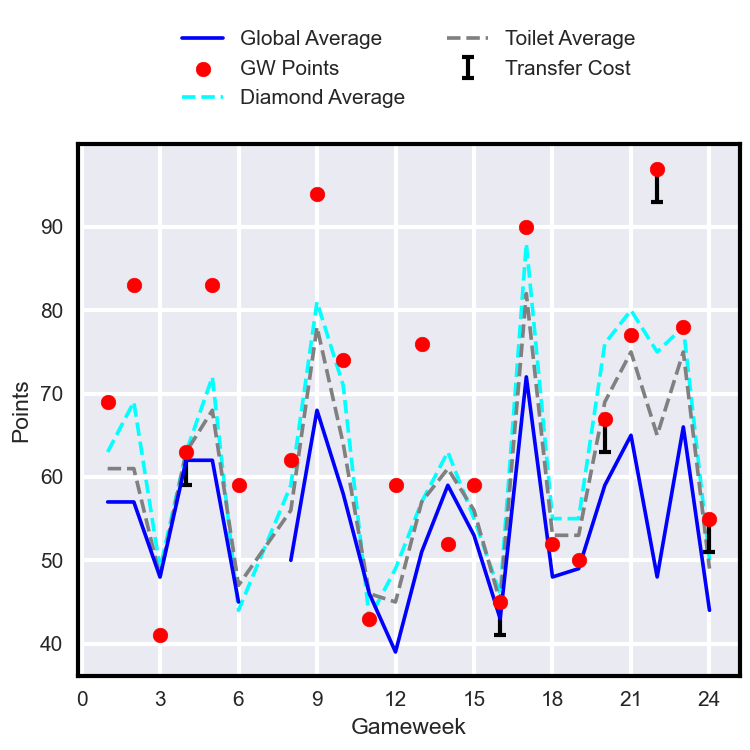 Global Average
GW Points
Diamond Average
Toilet Average
Transfer Cost
90
80
70
60
50
40
Points
0 3 6 9 12 15 18 21 24
Gameweek